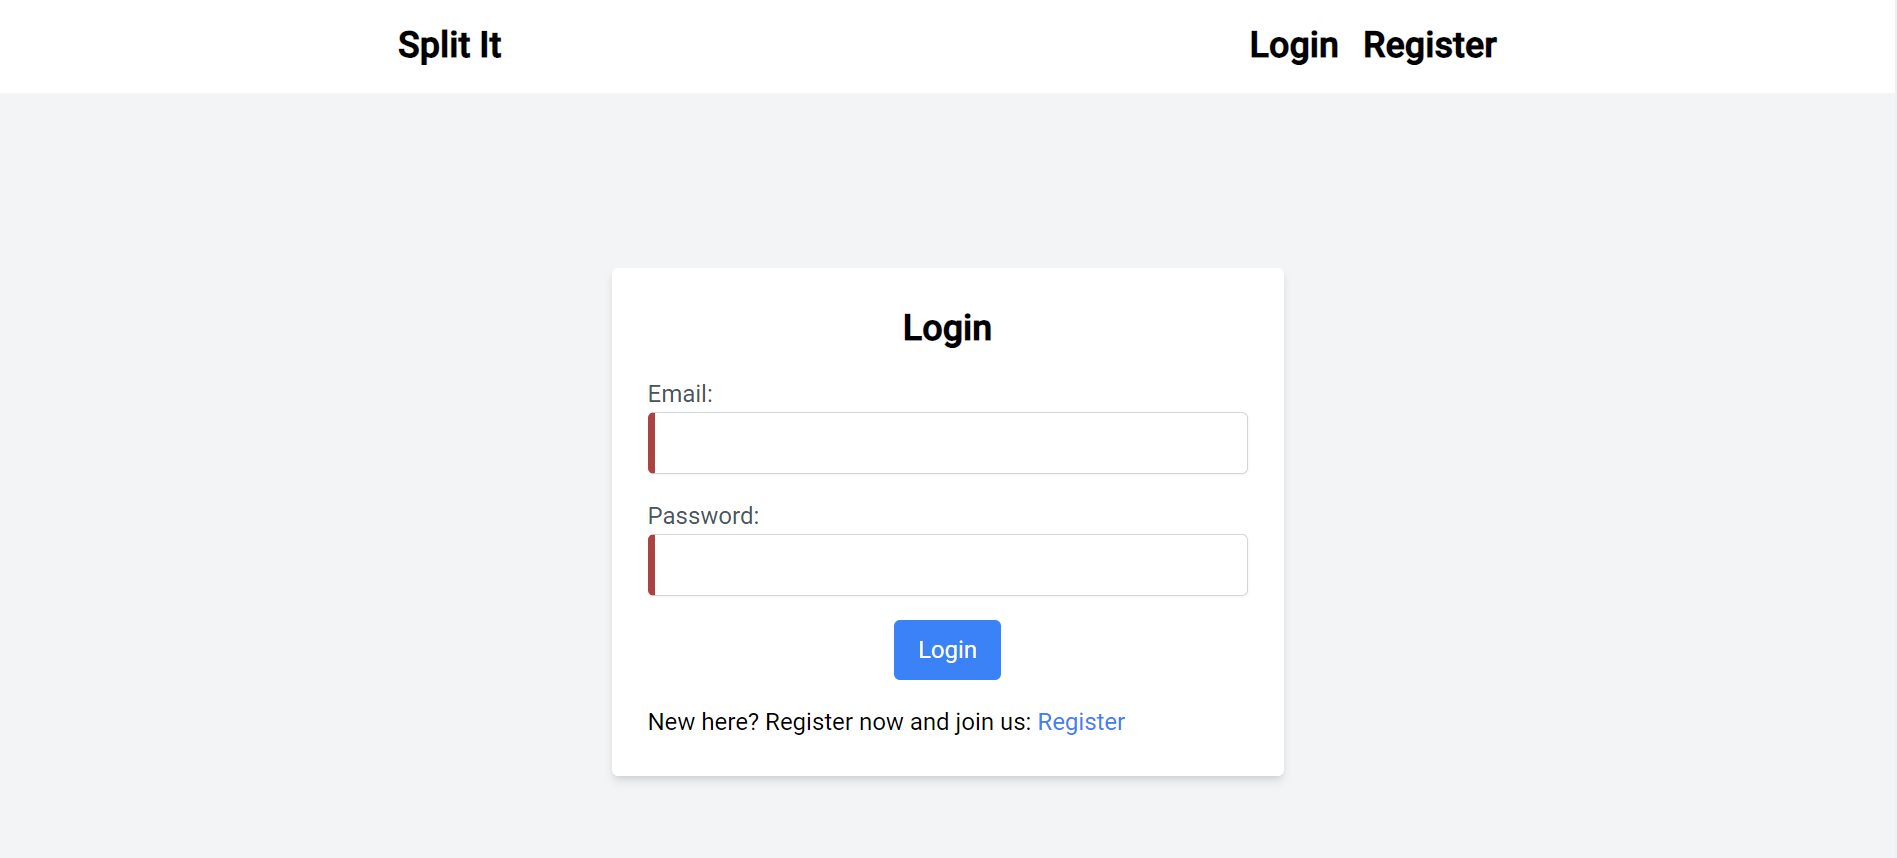 Split It Login Register
Login
Email:
Password:
Login
New here? Register now and join us: Register